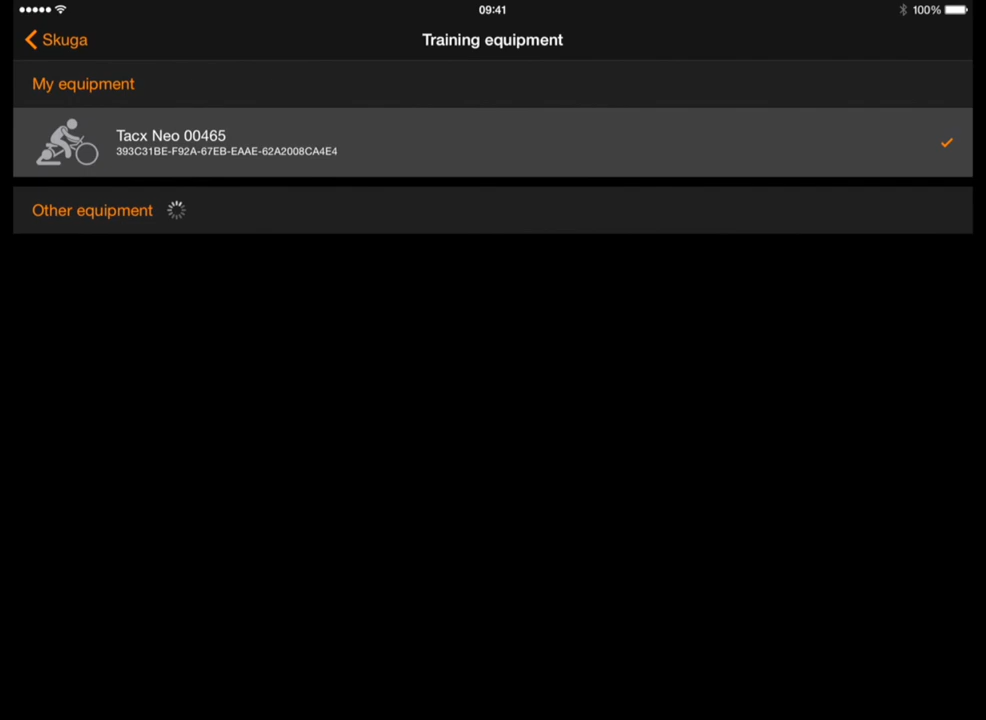 09:41
100%
Skuga
Training equipment
My equipment
Tacx Neo 00465
393C31BE-F92A-67EB-EAAE-62A2008CA4E4
Other equipment